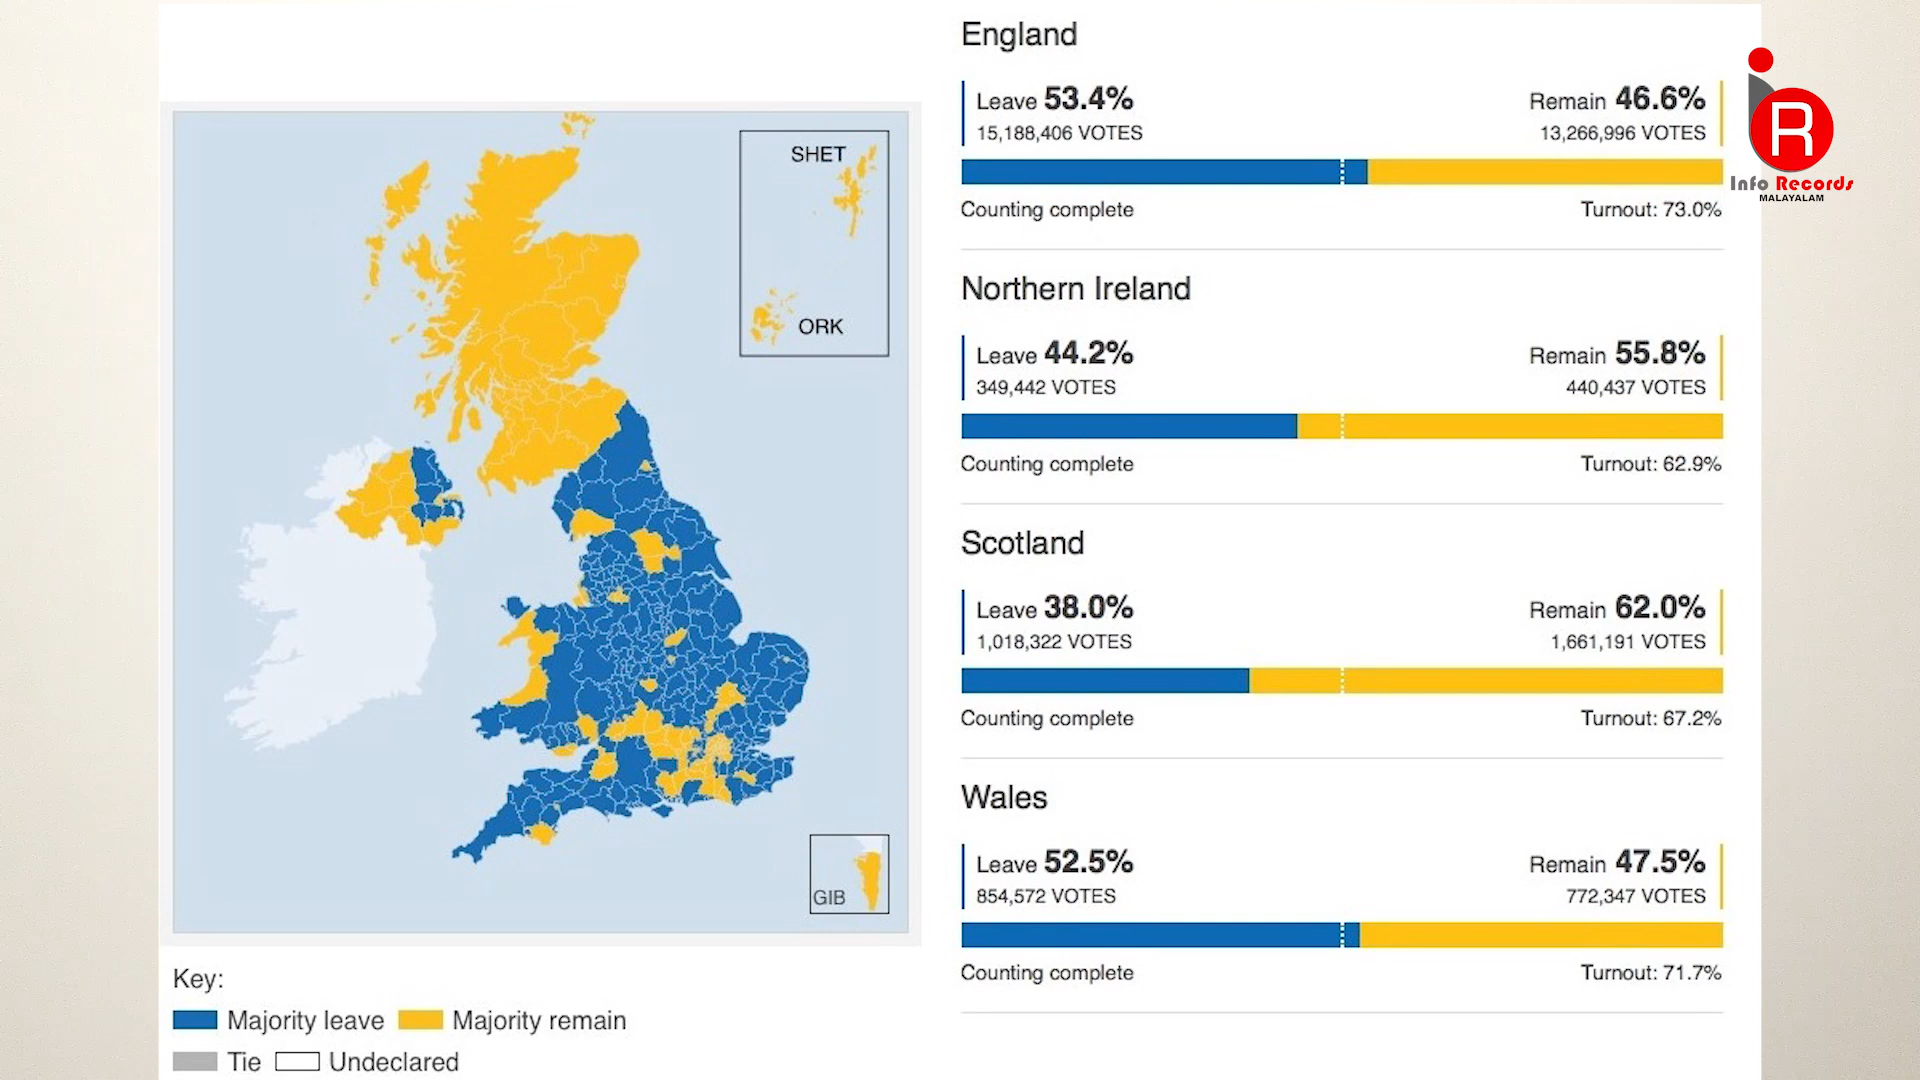 SHET
ORK
GIB
Key:
Majority leave Majority remain
Tie Undeclared
England
Leave 53.4% Remain 46.6%
15,188,406 VOTES 13,266,996 VOTES
Counting complete Turnout: 73.0%
Northern Ireland
Leave 44.2% Remain 55.8%
349,442 VOTES 440,437 VOTES
Counting complete Turnout: 62.9%
Scotland
Leave 38.0% Remain 62.0%
1,018,322 VOTES 1,661,191 VOTES
Counting complete Turnout: 67.2%
Wales
Leave 52.5% Remain 47.5%
854,572 VOTES 772,347 VOTES
Counting complete Turnout: 71.7%
R
Info Records
MALAYALAM